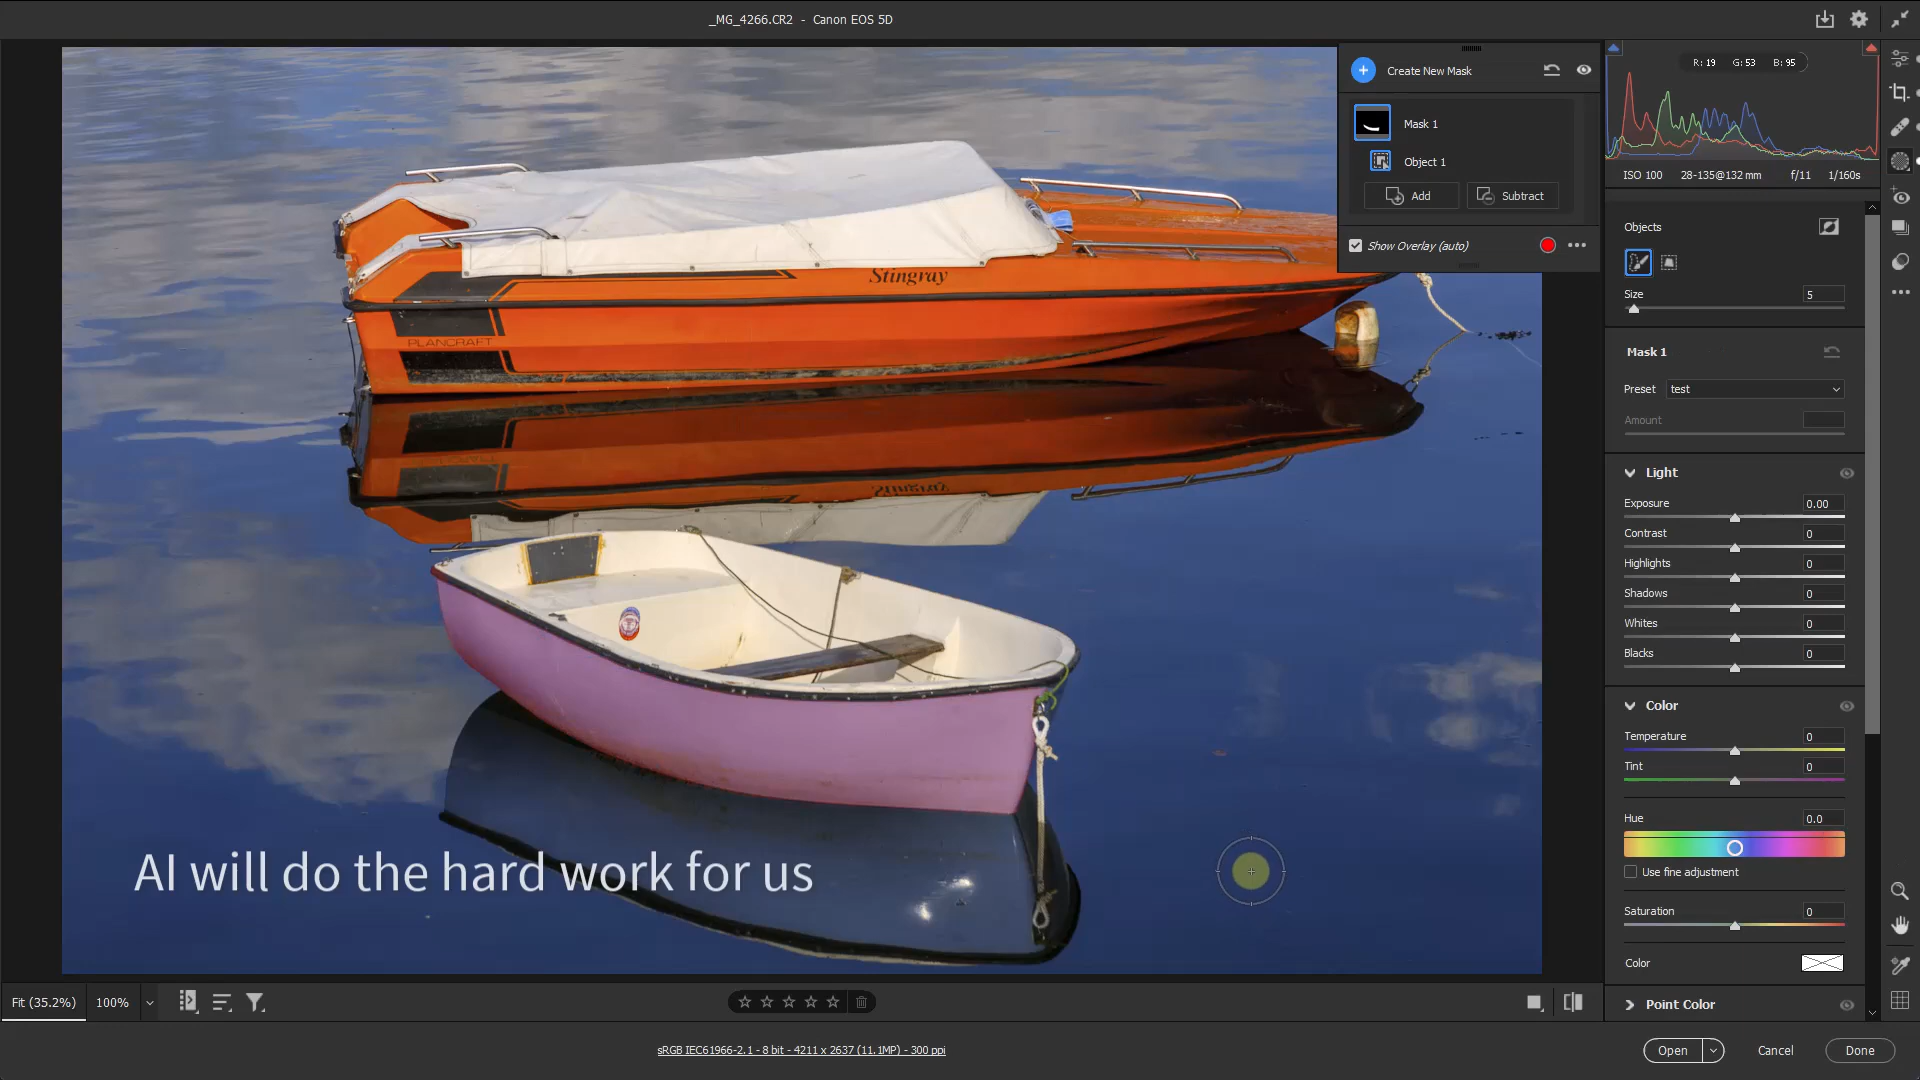 _MG_4266.CR2 - Canon EOS 5D
Create New Mask
R: 19 G: 53 B: 95
Mask 1
Object 1
Add Subtract
ISO 100 28-135@132 mm f/11 1/160s
Show Overlay (auto)
Objects
Size 5
Mask 1
Preset test
Amount
Light
Exposure 0.00
Contrast 0
Highlights 0
Shadows 0
Whites 0
Blacks 0
Color
Temperature 0
Tint 0
Hue 0.0
Use fine adjustment
Saturation 0
Color
Point Color
Stingray
PLANCRAFT
AI will do the hard work for us
Fit (35.2%) 100%
sRGB IEC61966-2.1 - 8 bit - 4211 x 2637 (11.1MP) - 300 ppi
Open Cancel Done